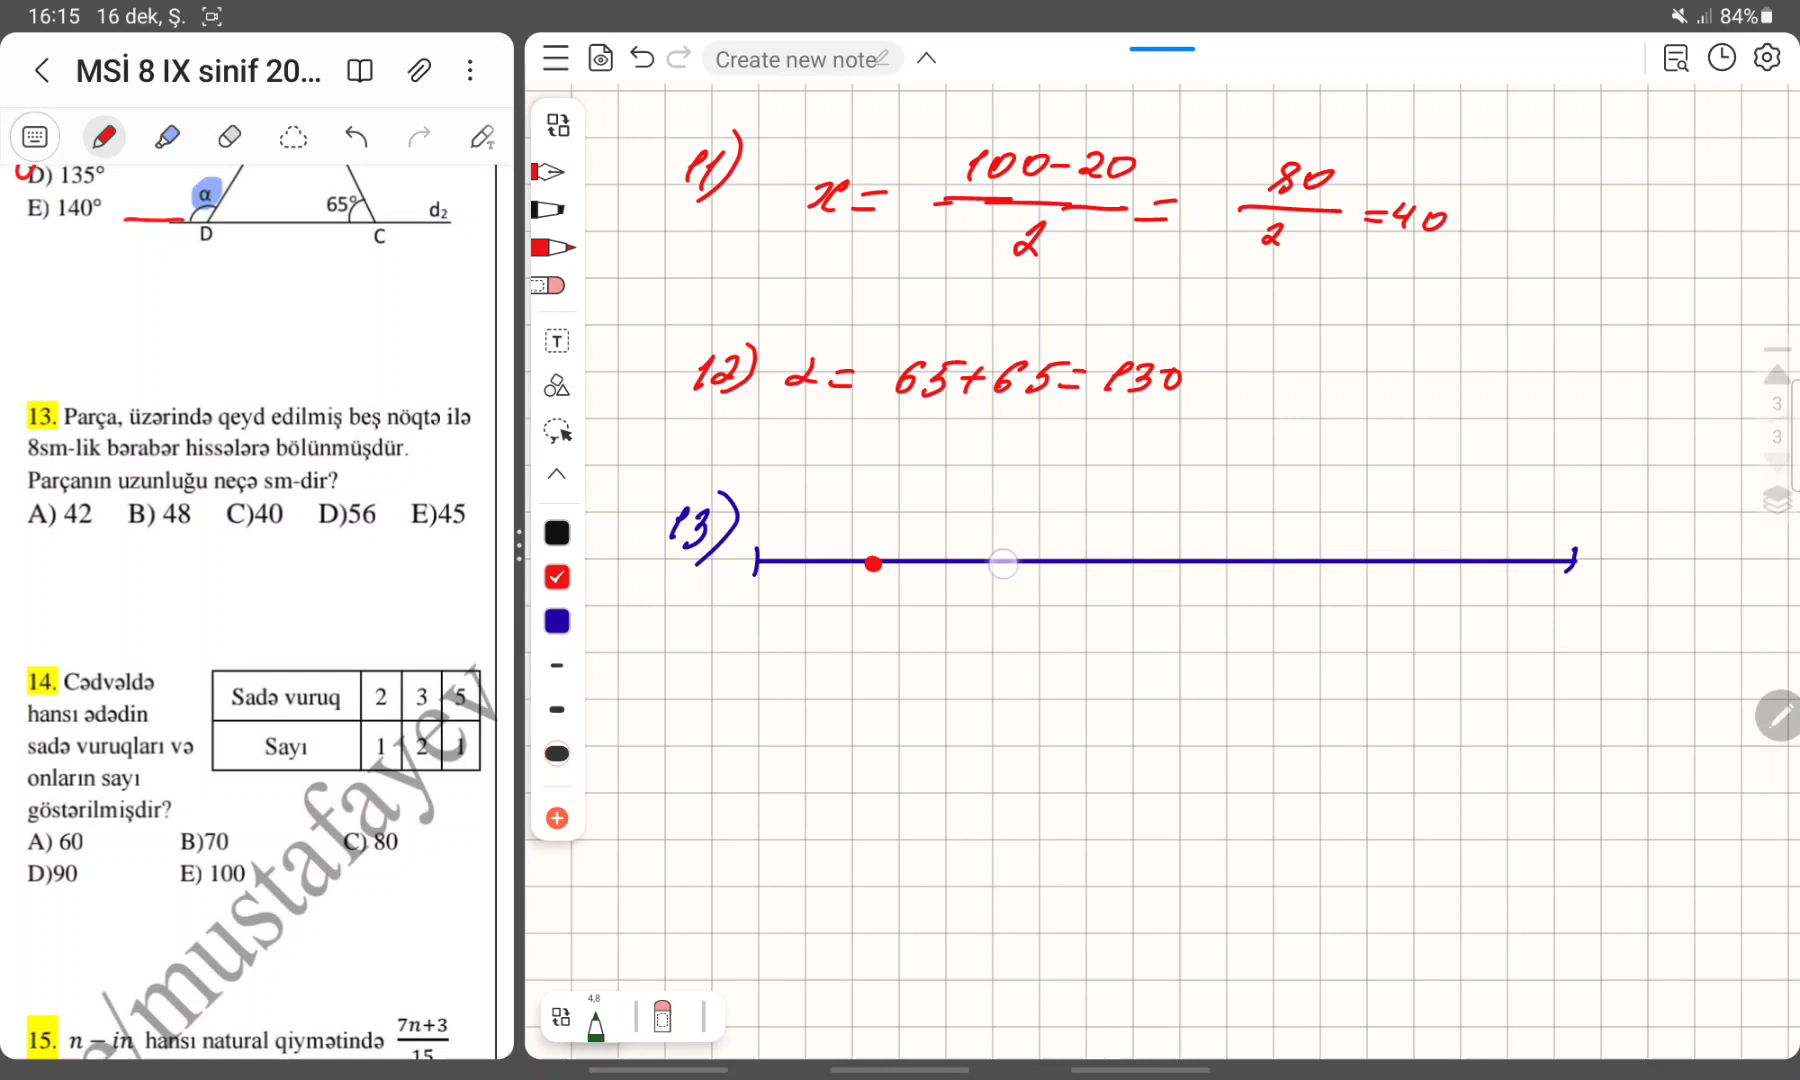 16:15 16 dek, Ş.
84%
MSİ 8 IX sinif 20...
Create new note
D) 135°
E) 140°
α
65°
d₂
D
C
13. Parça, üzərində qeyd edilmiş beş nöqtə ilə
8sm-lik bərabər hissələrə bölünmüşdür.
Parçanın uzunluğu neçə sm-dir?
A) 42 B) 48 C)40 D)56 E)45
14. Cədvəldə
hansı ədədin
sadə vuruqları və
onların sayı
göstərilmişdir?
Sadə vuruq 2 3 5
Sayı 1 2 1
A) 60 B)70 C) 80
D)90 E) 100
15. n – in hansı natural qiymətində 7n+3
15
e/mustafayev
11) x = 100-20
2
= 80
2
=40
12) α = 65+65=130
13)
T
3
3
4,8